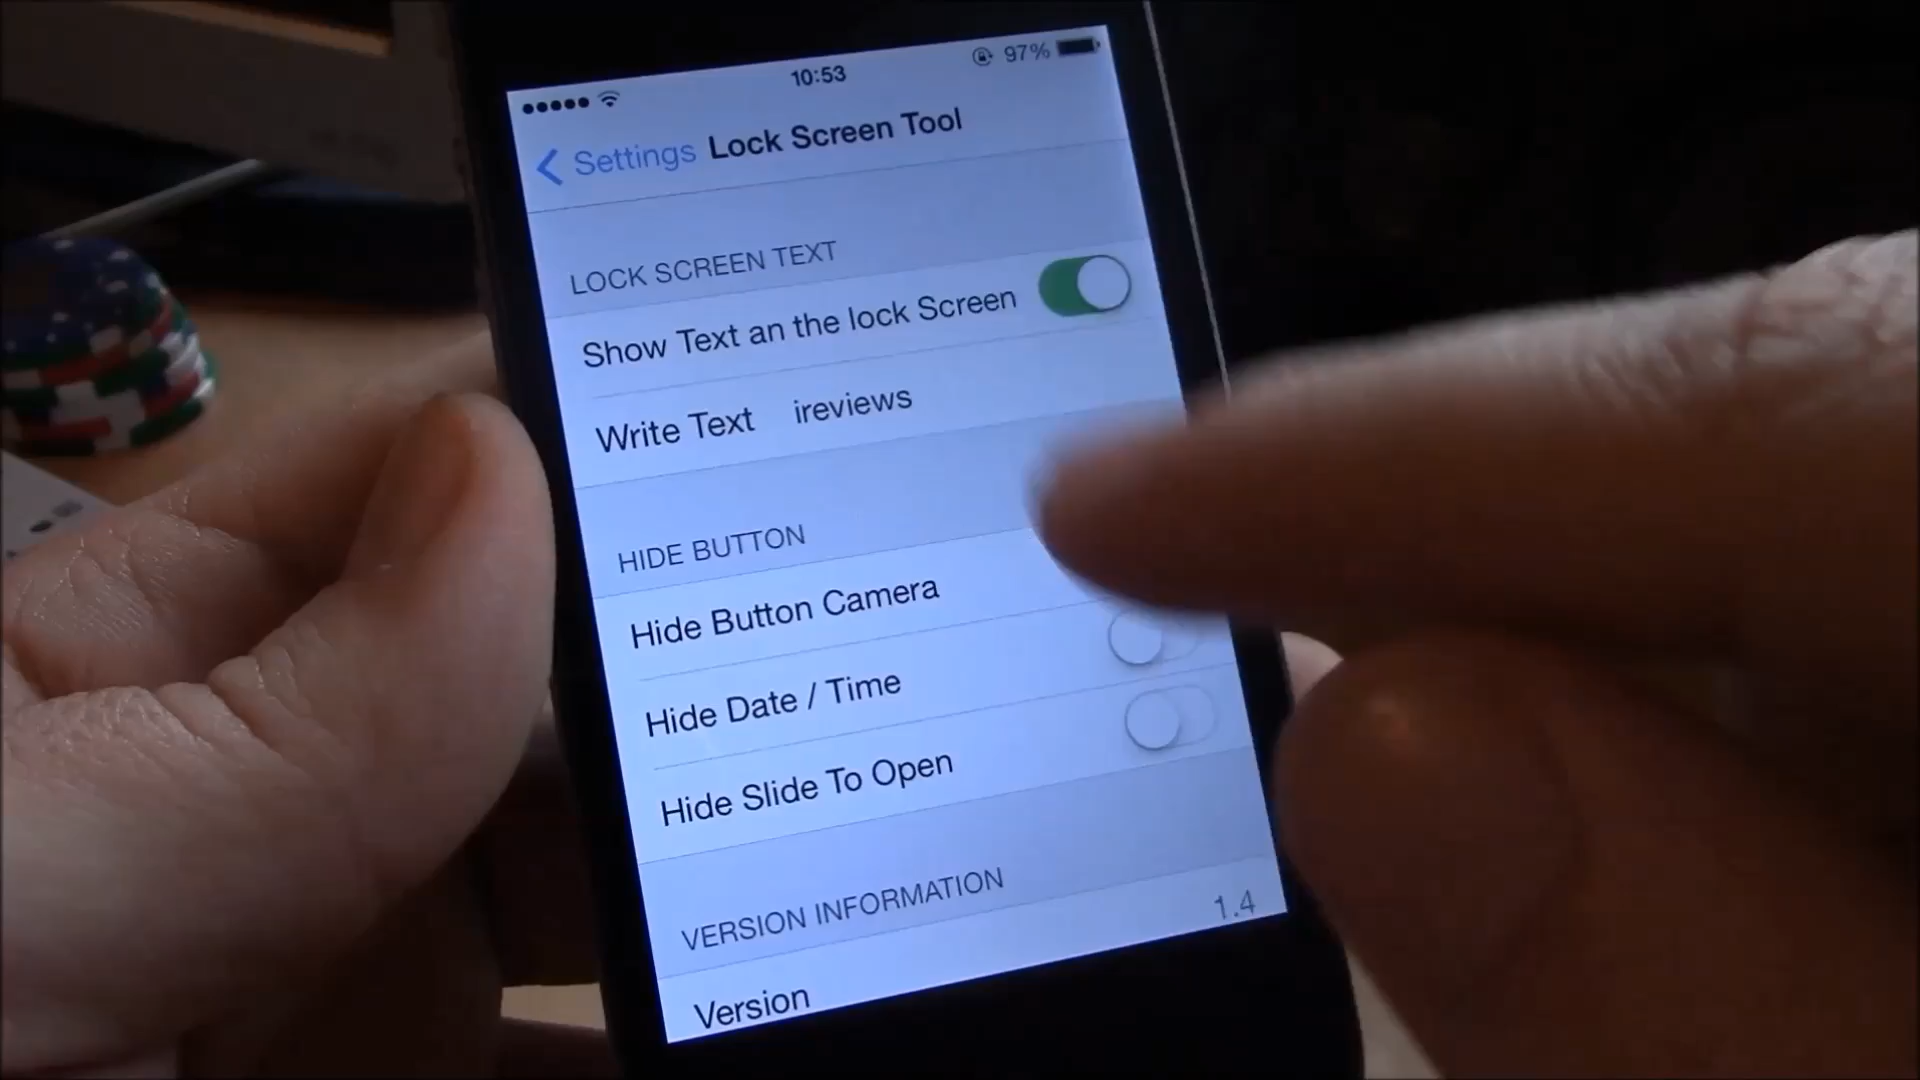 10:53
97%
Settings Lock Screen Tool
LOCK SCREEN TEXT
Show Text an the lock Screen
Write Text ireviews
HIDE BUTTON
Hide Button Camera
Hide Date / Time
Hide Slide To Open
VERSION INFORMATION
Version 1.4